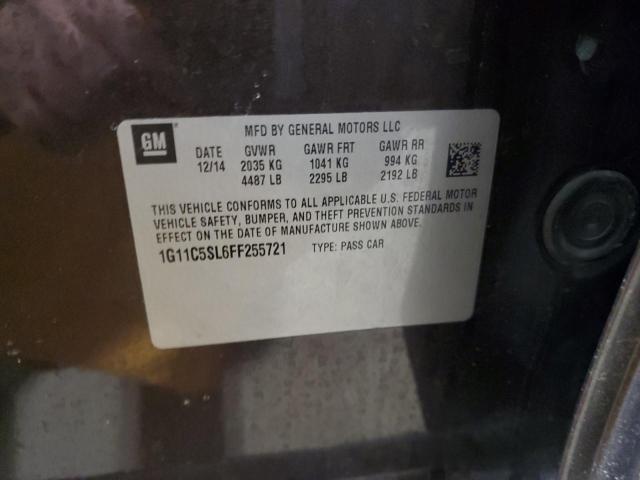 GM
MFD BY GENERAL MOTORS LLC
DATE GVWR GAWR FRT GAWR RR
12/14 2035 KG 1041 KG 994 KG
4487 LB 2295 LB 2192 LB
THIS VEHICLE CONFORMS TO ALL APPLICABLE U.S. FEDERAL MOTOR
VEHICLE SAFETY, BUMPER, AND THEFT PREVENTION STANDARDS IN
EFFECT ON THE DATE OF MANUFACTURE SHOWN ABOVE.
1G11C5SL6FF255721 TYPE: PASS CAR